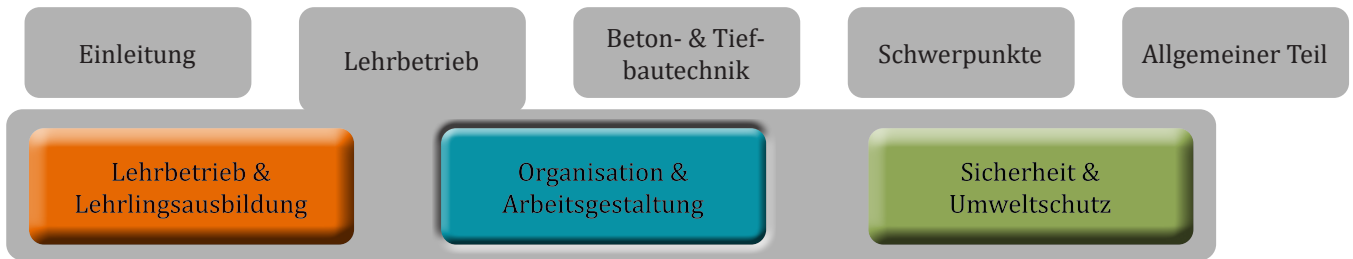 Einleitung
Lehrbetrieb
Beton- & Tief-
bautechnik
Schwerpunkte
Allgemeiner Teil
Lehrbetrieb &
Lehrlingsausbildung
Organisation &
Arbeitsgestaltung
Sicherheit &
Umweltschutz